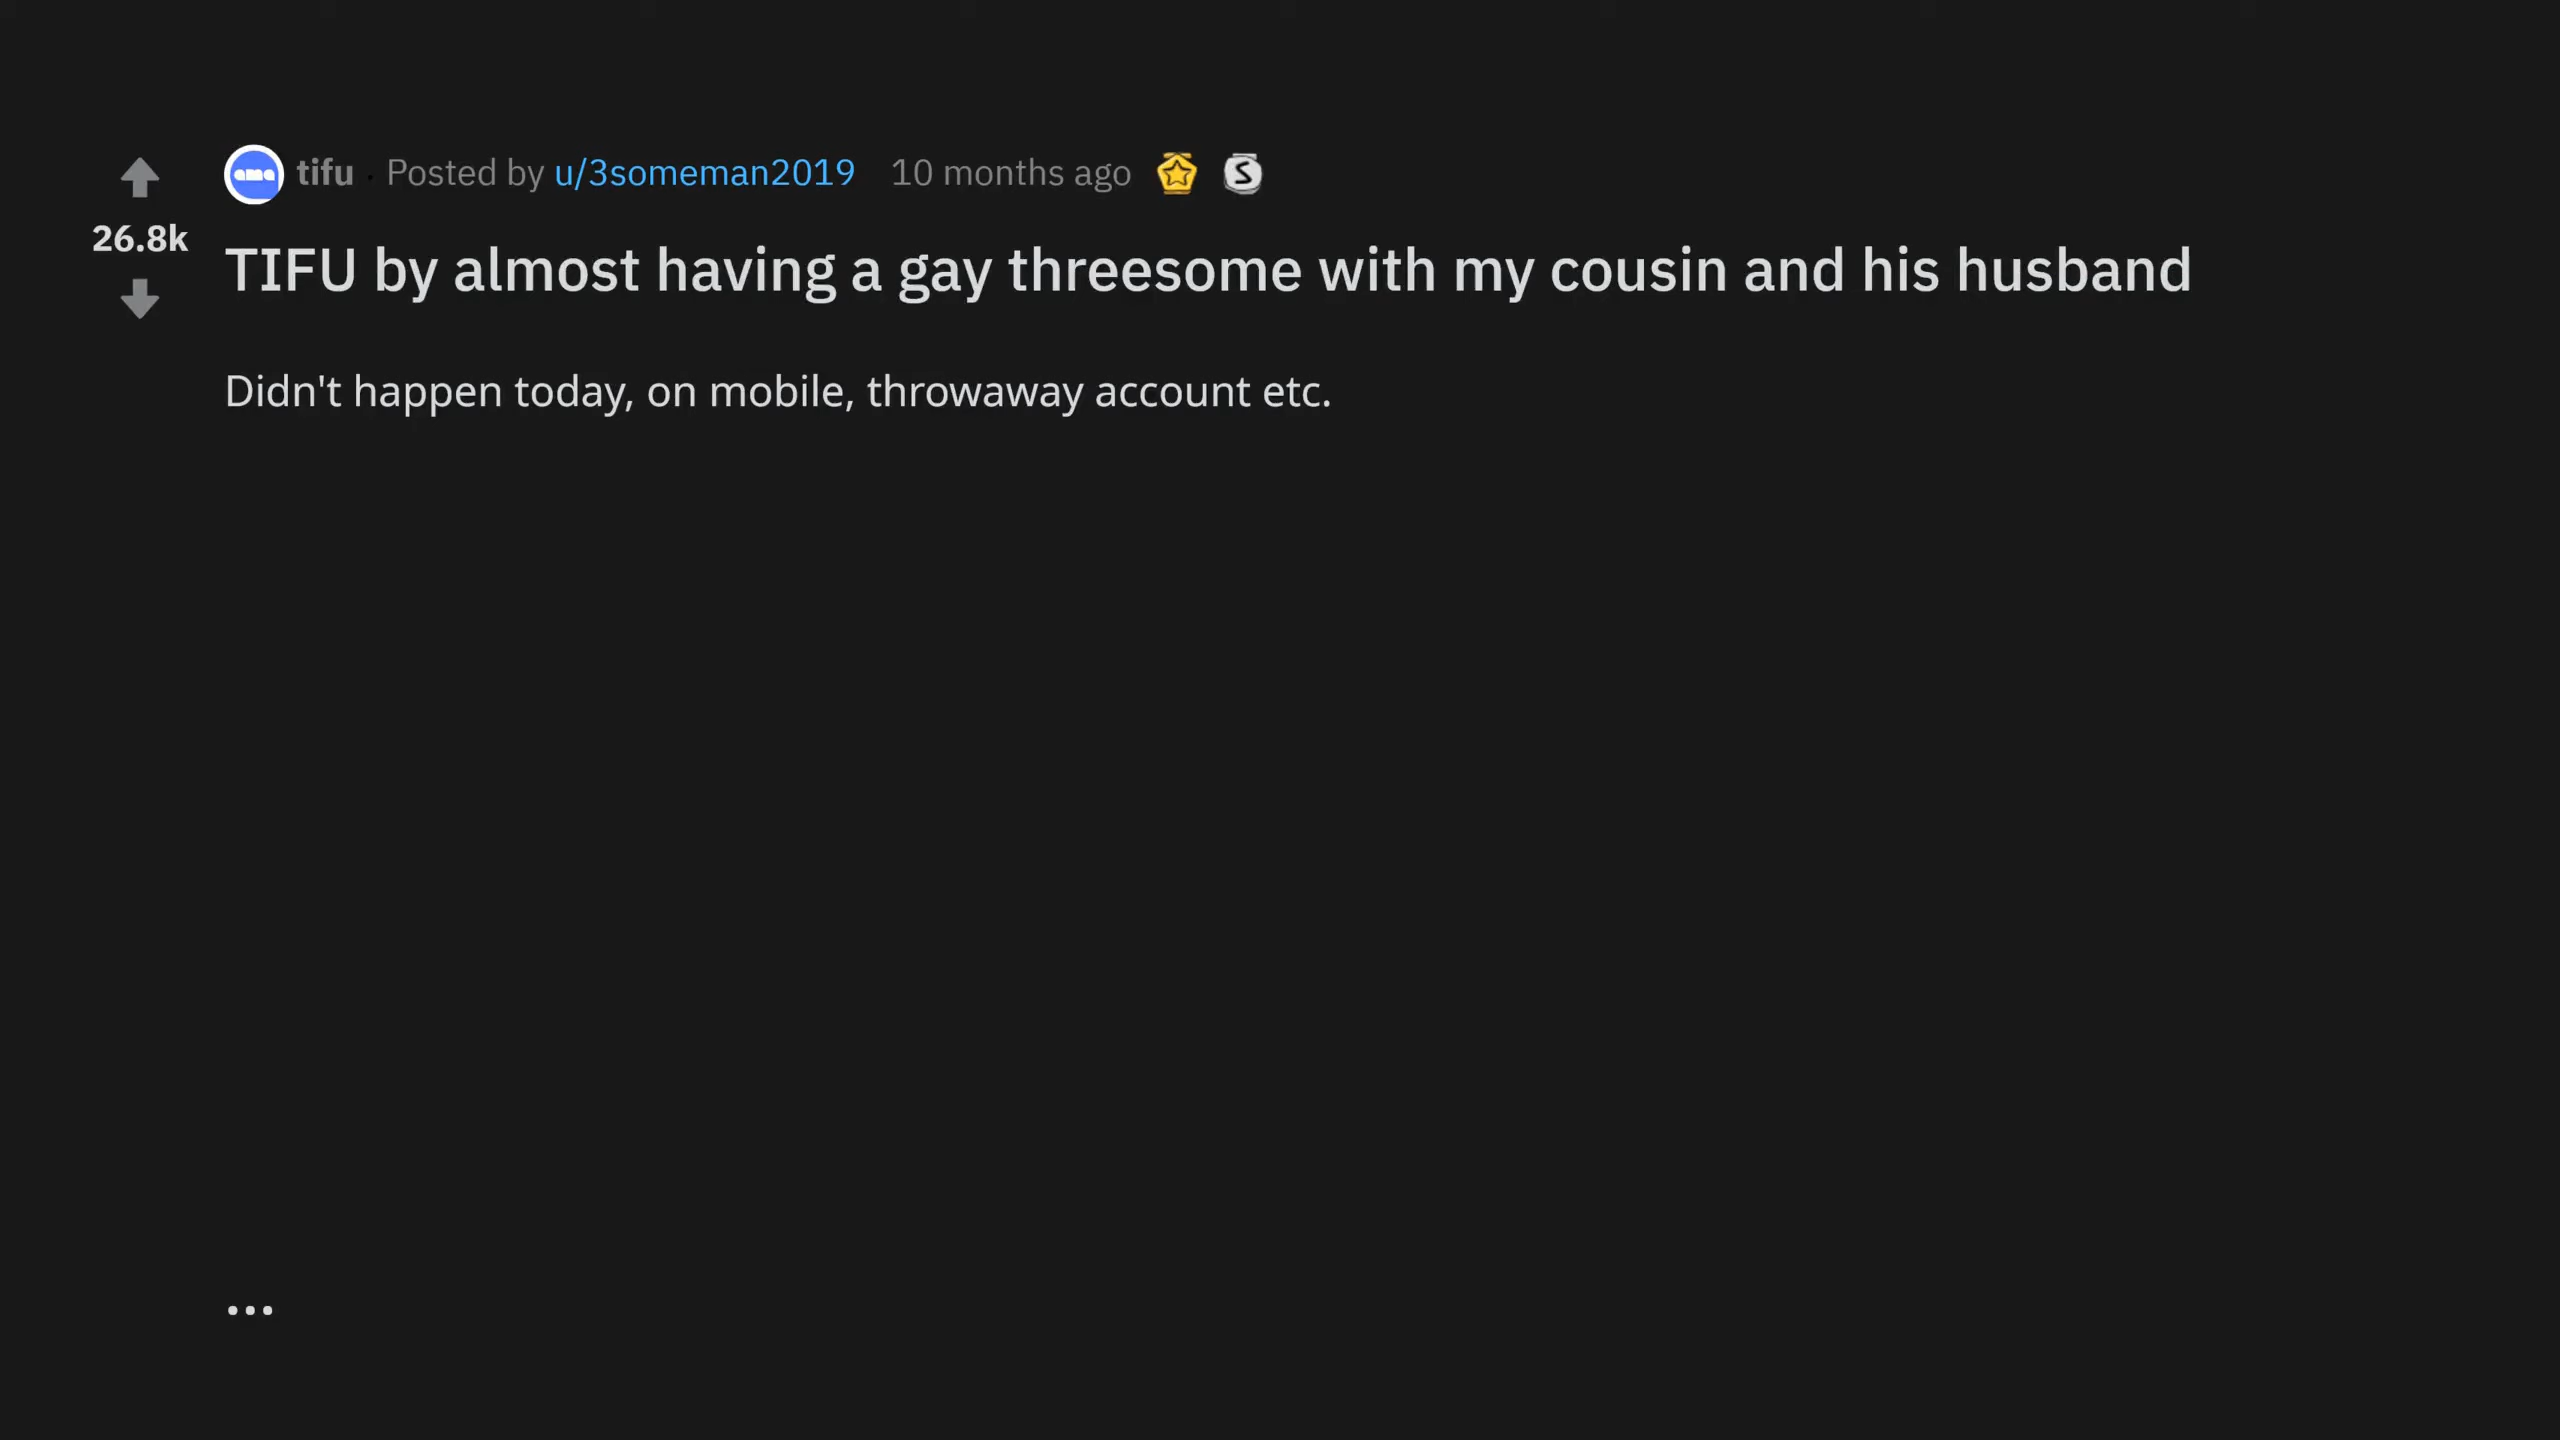 ama tifu · Posted by u/3someman2019 10 months ago S
26.8k
TIFU by almost having a gay threesome with my cousin and his husband
Didn't happen today, on mobile, throwaway account etc.
...